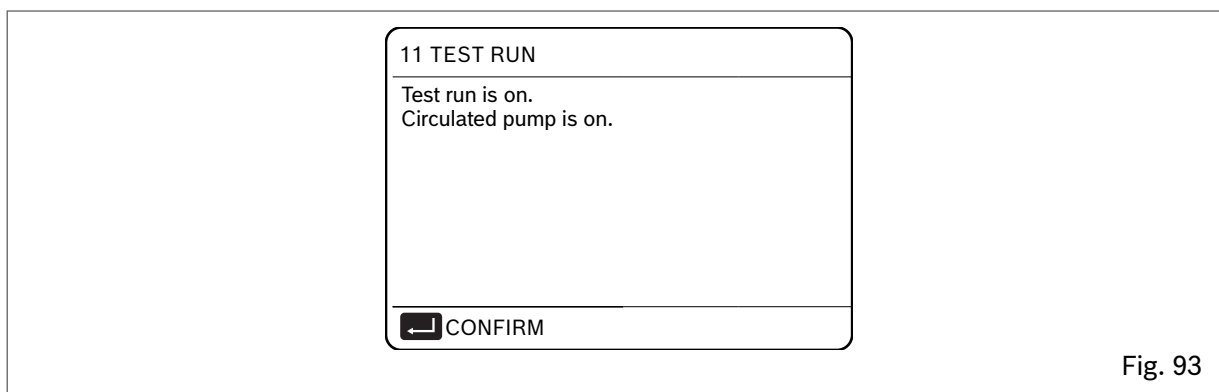 11 TEST RUN
Test run is on.
Circulated pump is on.
CONFIRM
Fig. 93